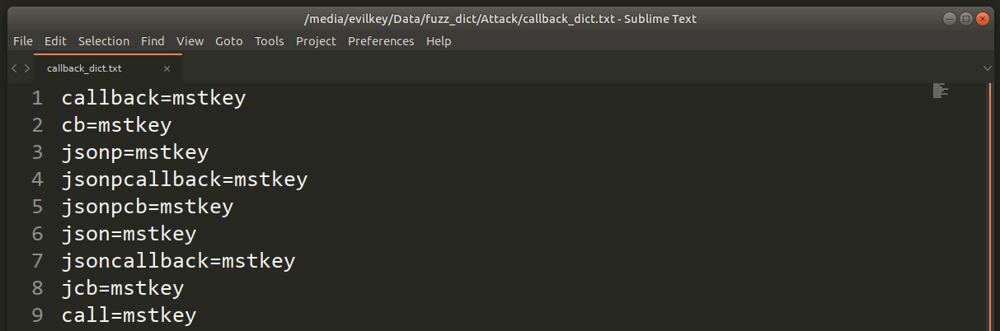 /media/evilkey/Data/fuzz_dict/Attack/callback_dict.txt - Sublime Text
File Edit Selection Find View Goto Tools Project Preferences Help
callback_dict.txt
1 callback=mstkey
2 cb=mstkey
3 jsonp=mstkey
4 jsonpcallback=mstkey
5 jsonpcb=mstkey
6 json=mstkey
7 jsoncallback=mstkey
8 jcb=mstkey
9 call=mstkey